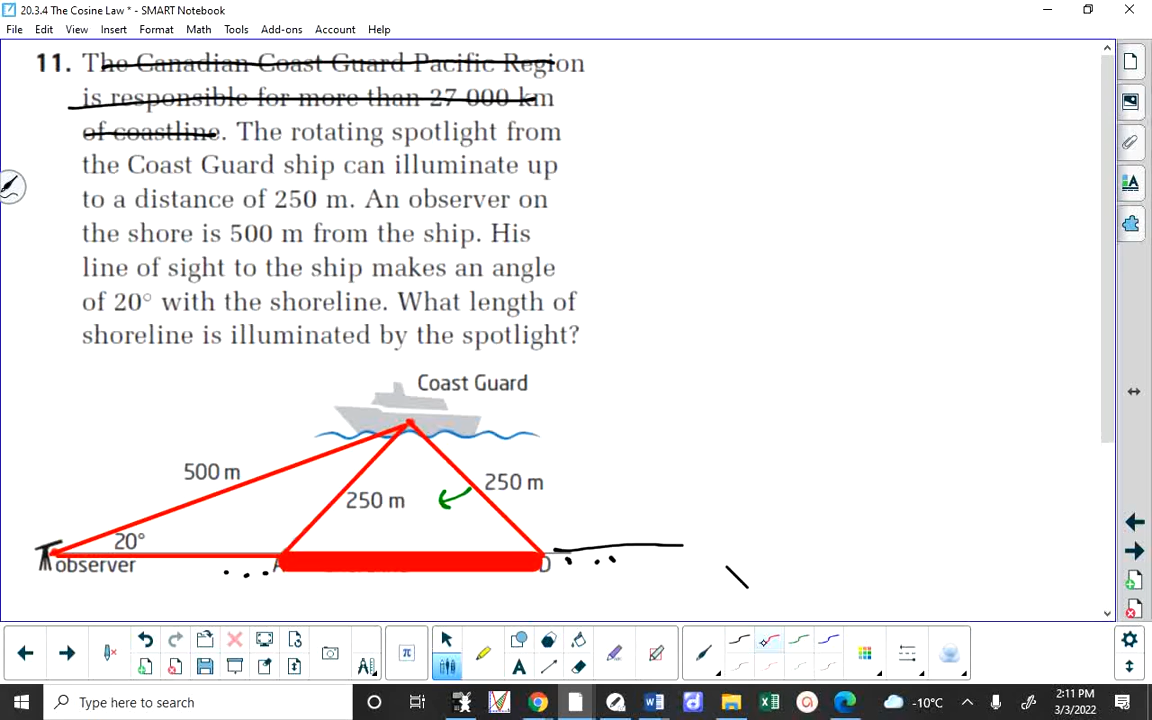 20.3.4 The Cosine Law * - SMART Notebook
File Edit View Insert Format Math Tools Add-ons Account Help
11. The Canadian Coast Guard Pacific Region
is responsible for more than 27 000 km
of coastline. The rotating spotlight from
the Coast Guard ship can illuminate up
to a distance of 250 m. An observer on
the shore is 500 m from the ship. His
line of sight to the ship makes an angle
of 20° with the shoreline. What length of
shoreline is illuminated by the spotlight?
Coast Guard
500 m
250 m
250 m
20°
observer
A
D
Type here to search
-10°C
2:11 PM
3/3/2022